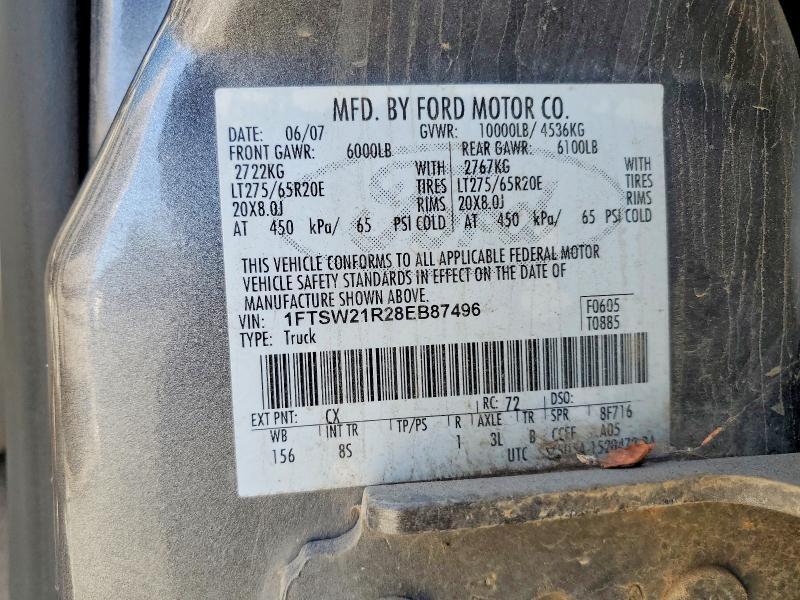 MFD. BY FORD MOTOR CO.
DATE: 06/07 GVWR: 10000LB/ 4536KG
FRONT GAWR: 6000LB REAR GAWR: 6100LB
2722KG WITH 2767KG WITH
LT275/65R20E TIRES LT275/65R20E TIRES
20X8.0J RIMS 20X8.0J RIMS
AT 450 kPa/ 65 PSI COLD AT 450 kPa/ 65 PSI COLD
THIS VEHICLE CONFORMS TO ALL APPLICABLE FEDERAL MOTOR
VEHICLE SAFETY STANDARDS IN EFFECT ON THE DATE OF
MANUFACTURE SHOWN ABOVE.
VIN: 1FTSW21R28EB87496 F0605
TYPE: Truck T0885
EXT PNT: CX RC: 72 DSO:
WB INT TR TP/PS R AXLE TR SPR 8F716
156 8S 1 3L B CCFF A05
UTC